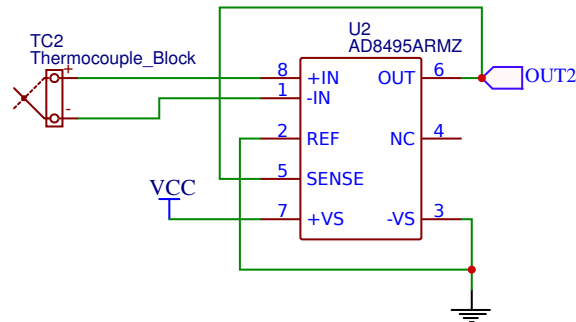 U2
AD8495ARMZ
TC2
Thermocouple_Block
+
-
8 +IN OUT 6
OUT2
1 -IN
2 REF NC 4
5 SENSE
VCC
7 +VS -VS 3